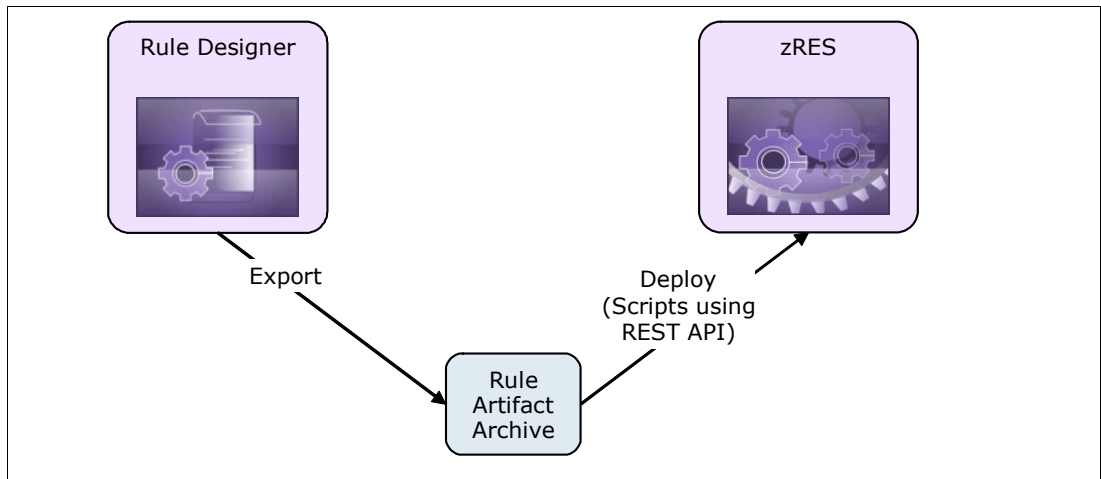 Rule Designer
zRES
Export
Deploy
(Scripts using
REST API)
Rule
Artifact
Archive